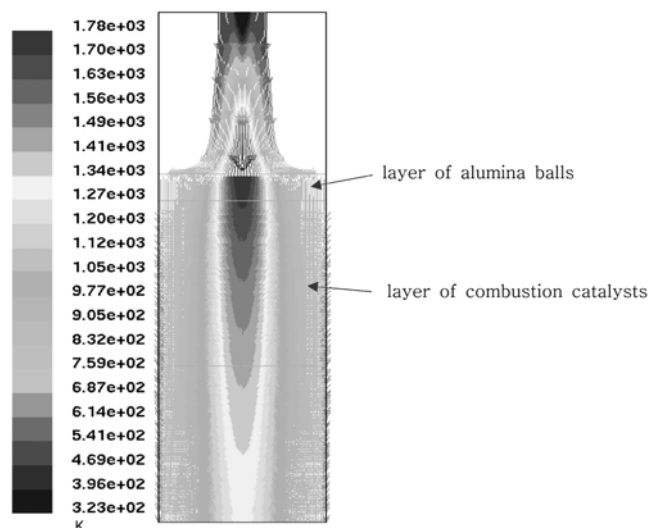 1.78e+03
1.70e+03
1.63e+03
1.56e+03
1.49e+03
1.41e+03
1.34e+03
1.27e+03
1.20e+03
1.12e+03
1.05e+03
9.77e+02
9.05e+02
8.32e+02
7.59e+02
6.87e+02
6.14e+02
5.41e+02
4.69e+02
3.96e+02
3.23e+02
K
layer of alumina balls
layer of combustion catalysts